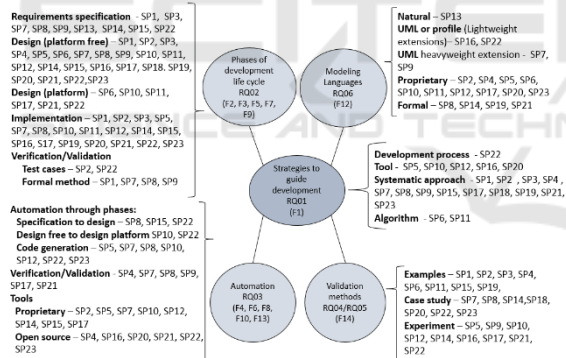 Requirements specification - SP1, SP3,
SP7, SP8, SP9, SP13, SP14, SP15, SP22
Design (platform free) - SP1, SP2, SP3,
SP4, SP5, SP6, SP7, SP8, SP9, SP10, SP11,
SP12, SP14, SP15, SP16, SP17, SP18. SP19,
SP20, SP21, SP22,SP23
Design (platform) - SP6, SP10, SP11,
SP17, SP21, SP22
Implementation - SP1, SP2, SP3, SP5,
SP7, SP8, SP10, SP11, SP12, SP14, SP15,
SP16, S17, SP19, SP20, SP21, SP22, SP23
Verification/Validation
Test cases – SP2, SP22
Formal method – SP1, SP7, SP8, SP9
Phases of
development
life cycle
RQ02
(F2, F3, F5, F7,
F9)
Modeling
Languages
RQ06
(F12)
Natural – SP13
UML or profile (Lightweight
extensions)– SP16, SP22
UML heavyweight extension - SP7,
SP9
Proprietary – SP2, SP4, SP5, SP6,
SP10, SP11, SP12, SP17, SP20, SP23
Formal – SP8, SP14, SP19, SP21
Strategies to
guide
development
RQ01
(F1)
Development process - SP22
Tool - SP5, SP10, SP12, SP16, SP20
Systematic approach - SP1, SP2 , SP3, SP4 ,
SP7, SP8, SP9, SP15, SP17, SP18, SP19, SP21,
SP23
Algorithm - SP6, SP11
Automation through phases:
Specification to design – SP8, SP15, SP22
Design free to design platform SP10, SP22
Code generation – SP5, SP7, SP8, SP10,
SP12, SP22, SP23
Verification/Validation - SP4, SP7, SP8, SP9,
SP17, SP21
Tools
Proprietary – SP2, SP5, SP7, SP10, SP12,
SP14, SP15, SP17
Open source – SP4, SP16, SP20, SP21, SP22,
SP23
Automation
RQ03
(F4, F6, F8,
F10, F13)
Validation
methods
RQ04/RQ05
(F14)
Examples – SP1, SP2, SP3, SP4,
SP6, SP11, SP15, SP19,
Case study – SP7, SP8, SP14,SP18,
SP20, SP22, SP23
Experiment – SP5, SP9, SP10,
SP12, SP14, SP16, SP17, SP21,
SP22